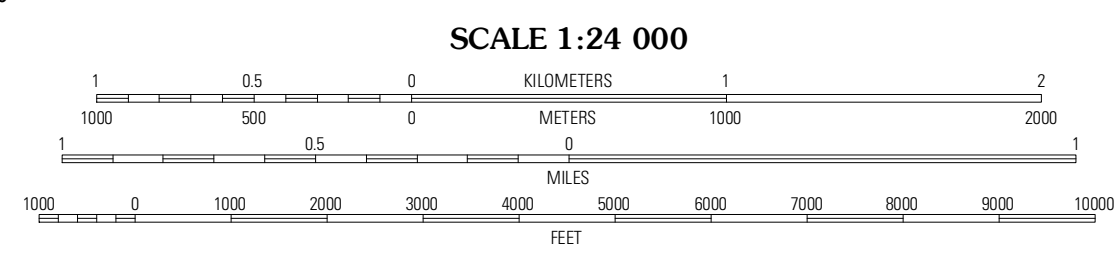 SCALE 1:24 000
1 0.5 0 KILOMETERS 1 2
1000 500 0 METERS 1000 2000
1 0.5 0 1
MILES
1000 0 1000 2000 3000 4000 5000 6000 7000 8000 9000 10000
FEET